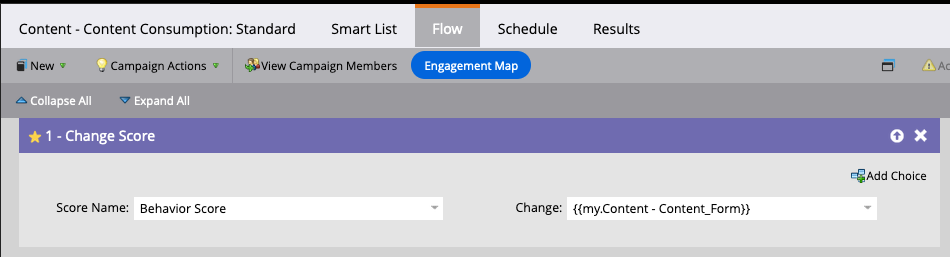 Content - Content Consumption: Standard Smart List Flow Schedule Results
New Campaign Actions View Campaign Members Engagement Map Ac
Collapse All Expand All
1 - Change Score
Add Choice
Score Name: Behavior Score Change: {{my.Content - Content_Form}}